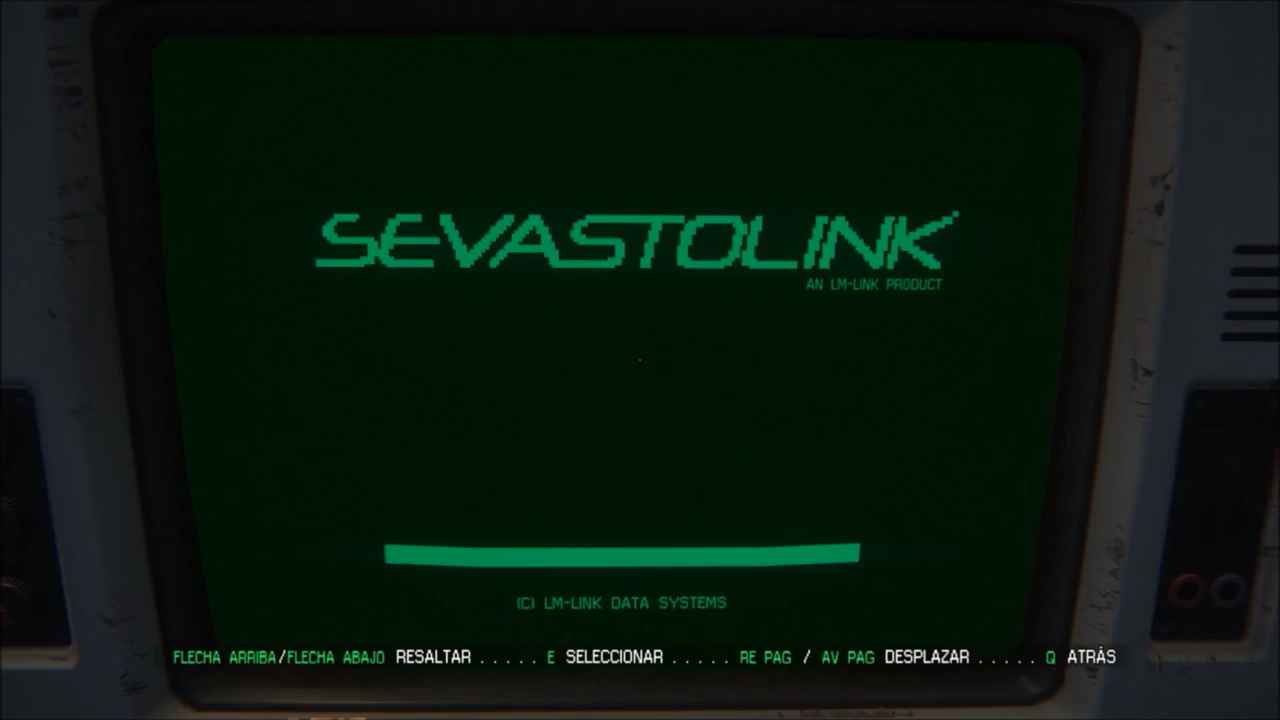 SEVASTOLINK
AN LM-LINK PRODUCT
(C) LM-LINK DATA SYSTEMS
FLECHA ARRIBA/FLECHA ABAJO RESALTAR ..... E SELECCIONAR ..... RE PAG / AV PAG DESPLAZAR ..... Q ATRÁS